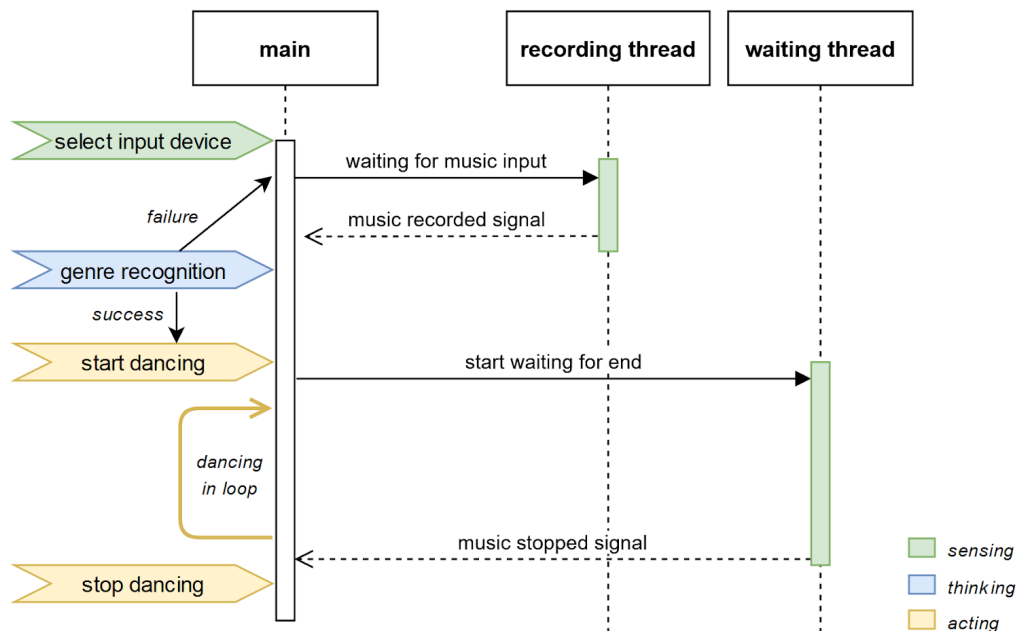 main
recording thread
waiting thread
select input device
waiting for music input
failure
music recorded signal
genre recognition
success
start dancing
start waiting for end
dancing
in loop
music stopped signal
stop dancing
sensing
thinking
acting